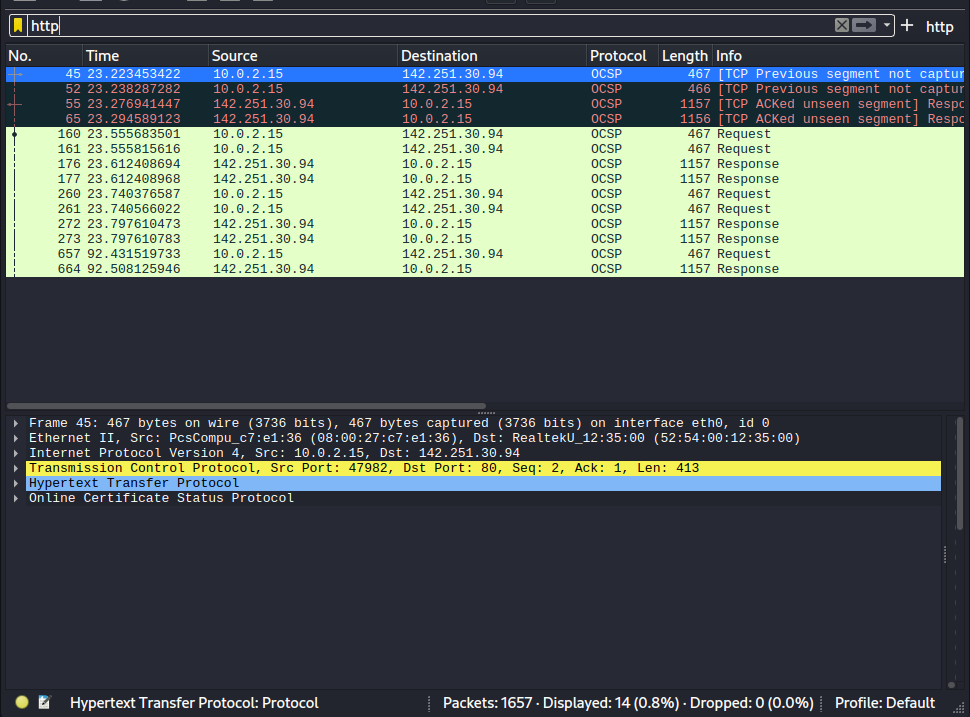 http
http
No. Time Source Destination Protocol Length Info
45 23.223453422 10.0.2.15 142.251.30.94 OCSP 467 [TCP Previous segment not captur
52 23.238287282 10.0.2.15 142.251.30.94 OCSP 466 [TCP Previous segment not captur
55 23.276941447 142.251.30.94 10.0.2.15 OCSP 1157 [TCP ACKed unseen segment] Respo
65 23.294589123 142.251.30.94 10.0.2.15 OCSP 1156 [TCP ACKed unseen segment] Respo
160 23.555683501 10.0.2.15 142.251.30.94 OCSP 467 Request
161 23.555815616 10.0.2.15 142.251.30.94 OCSP 467 Request
176 23.612408694 142.251.30.94 10.0.2.15 OCSP 1157 Response
177 23.612408968 142.251.30.94 10.0.2.15 OCSP 1157 Response
260 23.740376587 10.0.2.15 142.251.30.94 OCSP 467 Request
261 23.740566022 10.0.2.15 142.251.30.94 OCSP 467 Request
272 23.797610473 142.251.30.94 10.0.2.15 OCSP 1157 Response
273 23.797610783 142.251.30.94 10.0.2.15 OCSP 1157 Response
657 92.431519733 10.0.2.15 142.251.30.94 OCSP 467 Request
664 92.508125946 142.251.30.94 10.0.2.15 OCSP 1157 Response
Frame 45: 467 bytes on wire (3736 bits), 467 bytes captured (3736 bits) on interface eth0, id 0
Ethernet II, Src: PcsCompu_c7:e1:36 (08:00:27:c7:e1:36), Dst: RealtekU_12:35:00 (52:54:00:12:35:00)
Internet Protocol Version 4, Src: 10.0.2.15, Dst: 142.251.30.94
Transmission Control Protocol, Src Port: 47982, Dst Port: 80, Seq: 2, Ack: 1, Len: 413
Hypertext Transfer Protocol
Online Certificate Status Protocol
Hypertext Transfer Protocol: Protocol
Packets: 1657 · Displayed: 14 (0.8%) · Dropped: 0 (0.0%)
Profile: Default